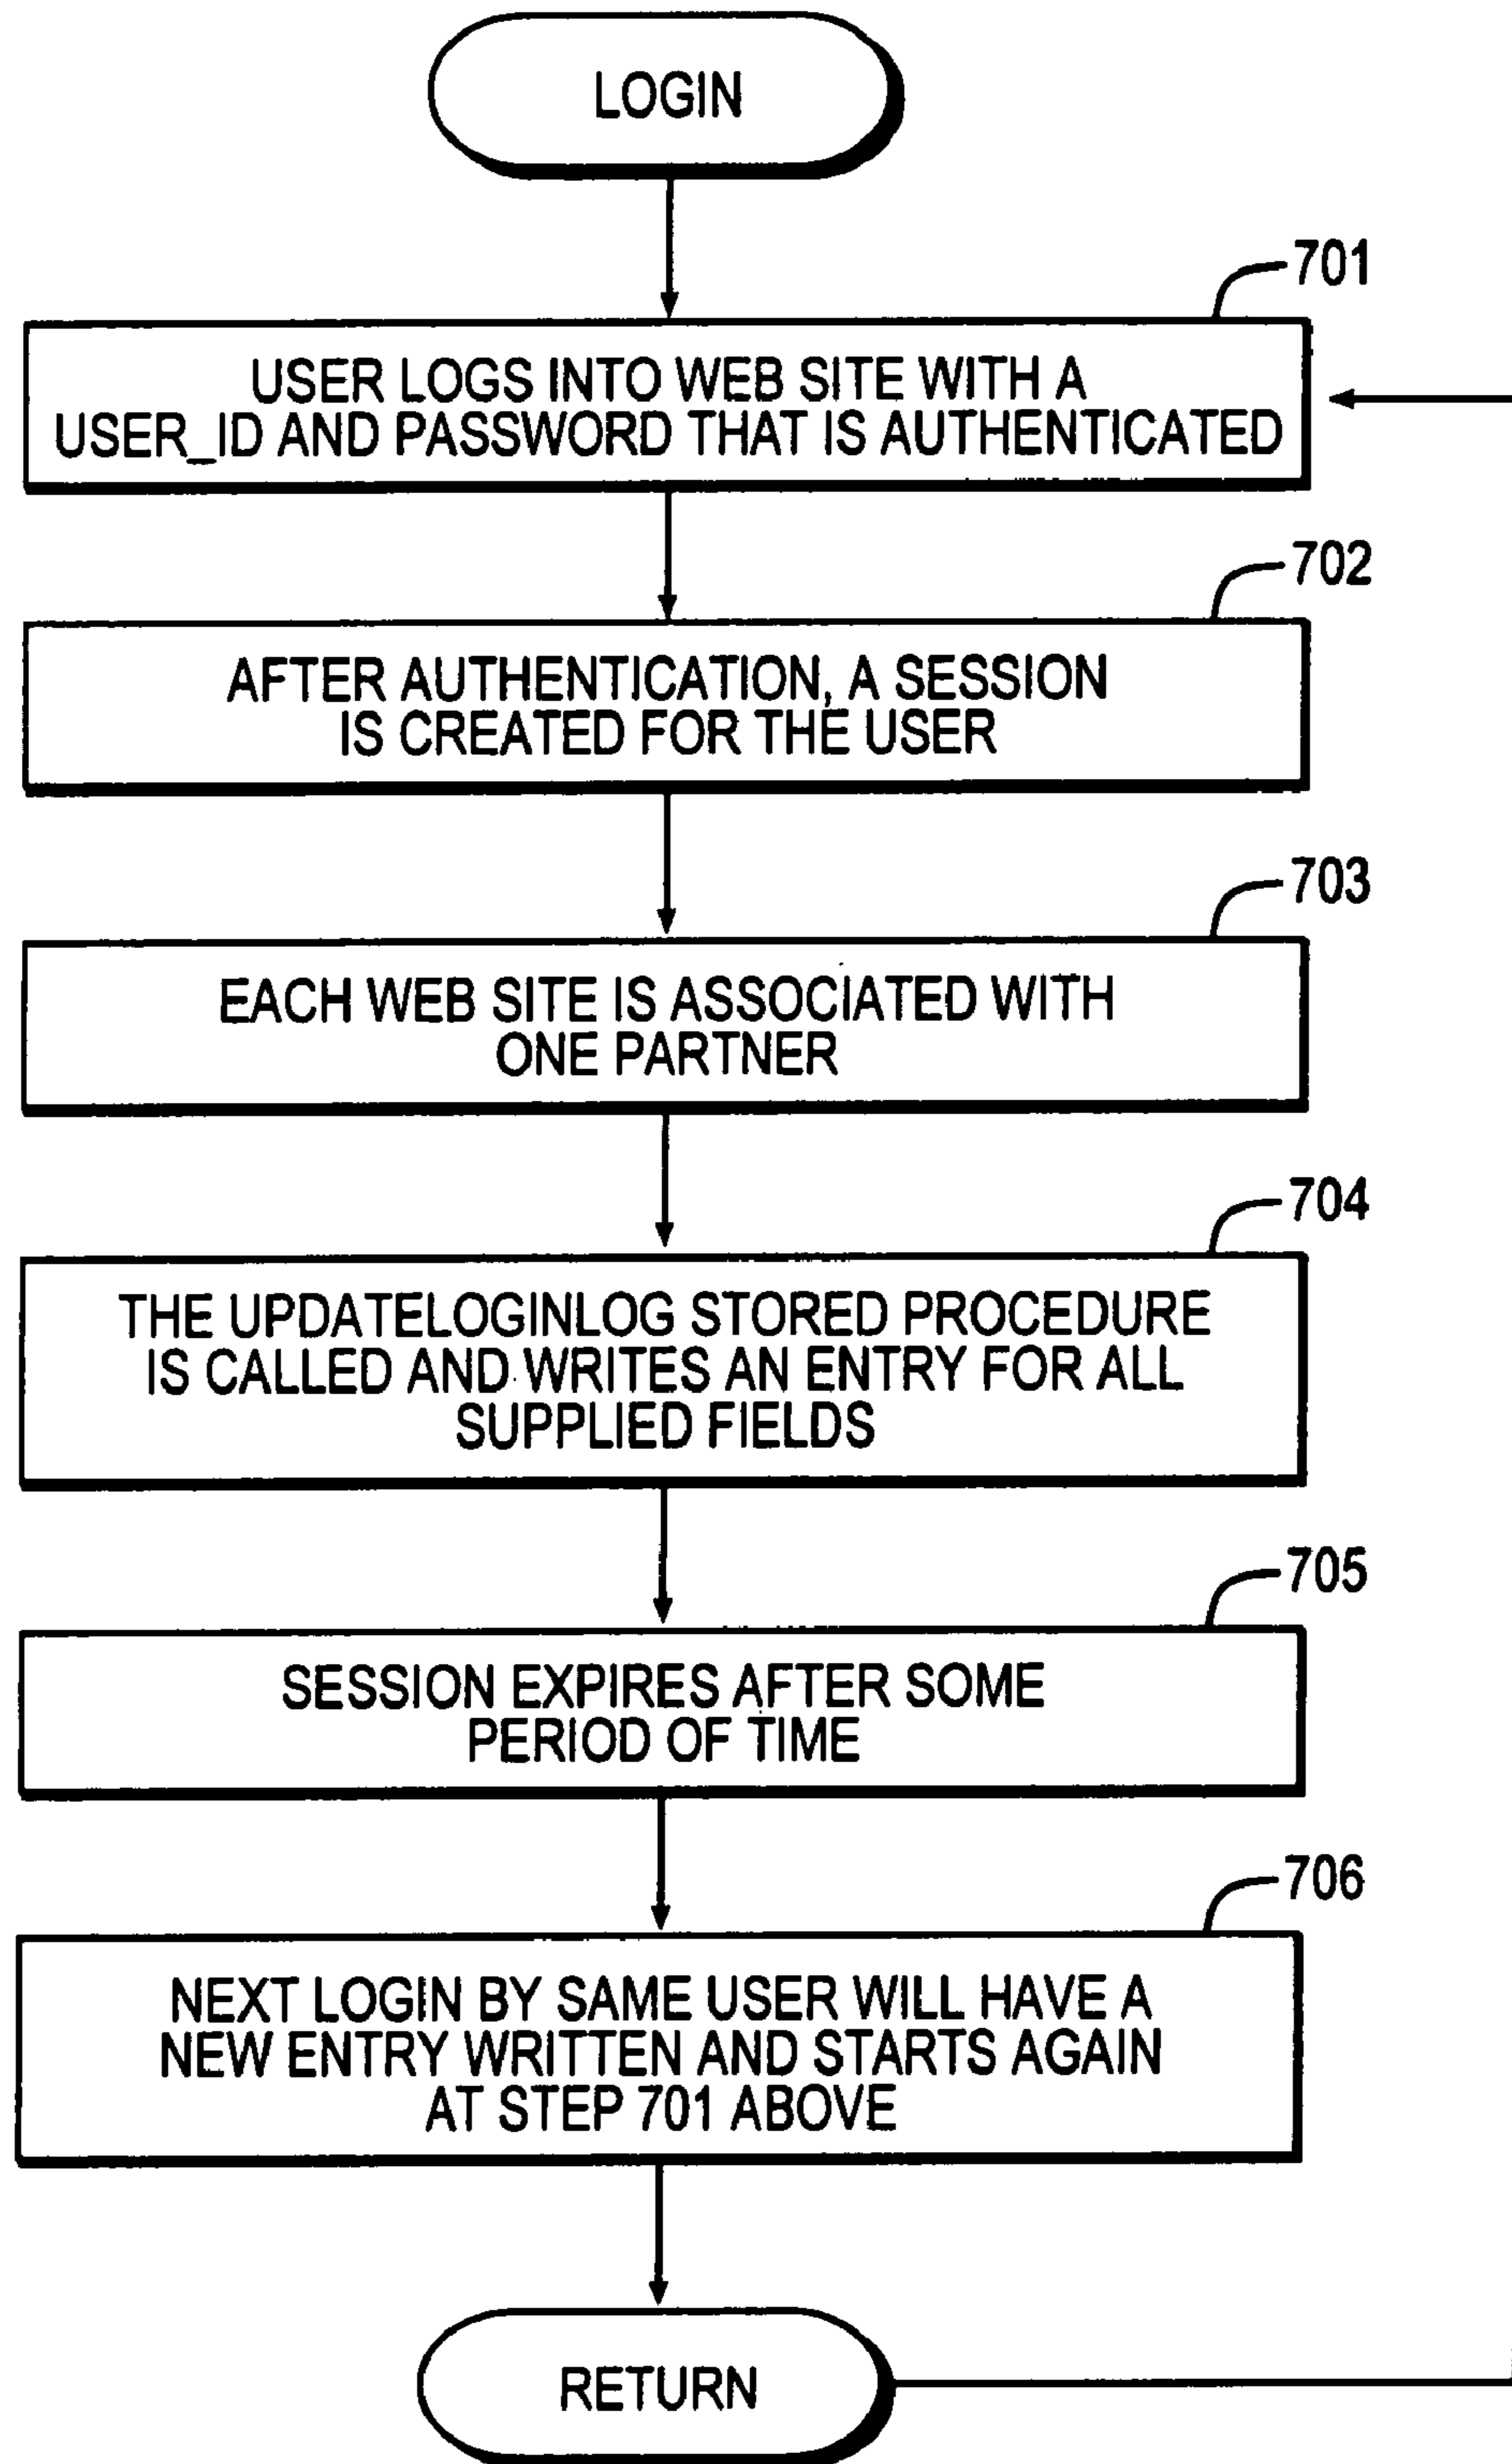 LOGIN
701
USER LOGS INTO WEB SITE WITH A
USER_ID AND PASSWORD THAT IS AUTHENTICATED
702
AFTER AUTHENTICATION, A SESSION
IS CREATED FOR THE USER
703
EACH WEB SITE IS ASSOCIATED WITH
ONE PARTNER
704
THE UPDATELOGINLOG STORED PROCEDURE
IS CALLED AND WRITES AN ENTRY FOR ALL
SUPPLIED FIELDS
705
SESSION EXPIRES AFTER SOME
PERIOD OF TIME
706
NEXT LOGIN BY SAME USER WILL HAVE A
NEW ENTRY WRITTEN AND STARTS AGAIN
AT STEP 701 ABOVE
RETURN